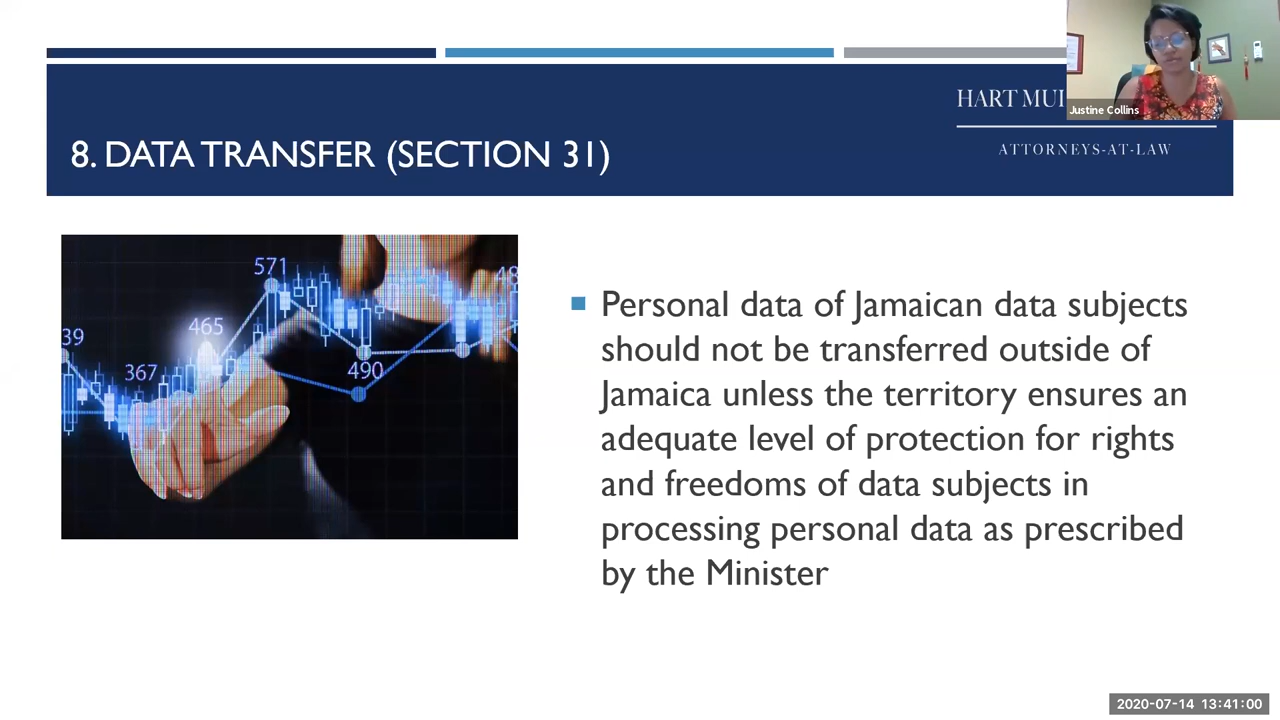 HART MU
Justine Collins
8. DATA TRANSFER (SECTION 31)
ATTORNEYS-AT-LAW
571
48
39
465
367
490
Personal data of Jamaican data subjects
should not be transferred outside of
Jamaica unless the territory ensures an
adequate level of protection for rights
and freedoms of data subjects in
processing personal data as prescribed
by the Minister
2020-07-14 13:41:00